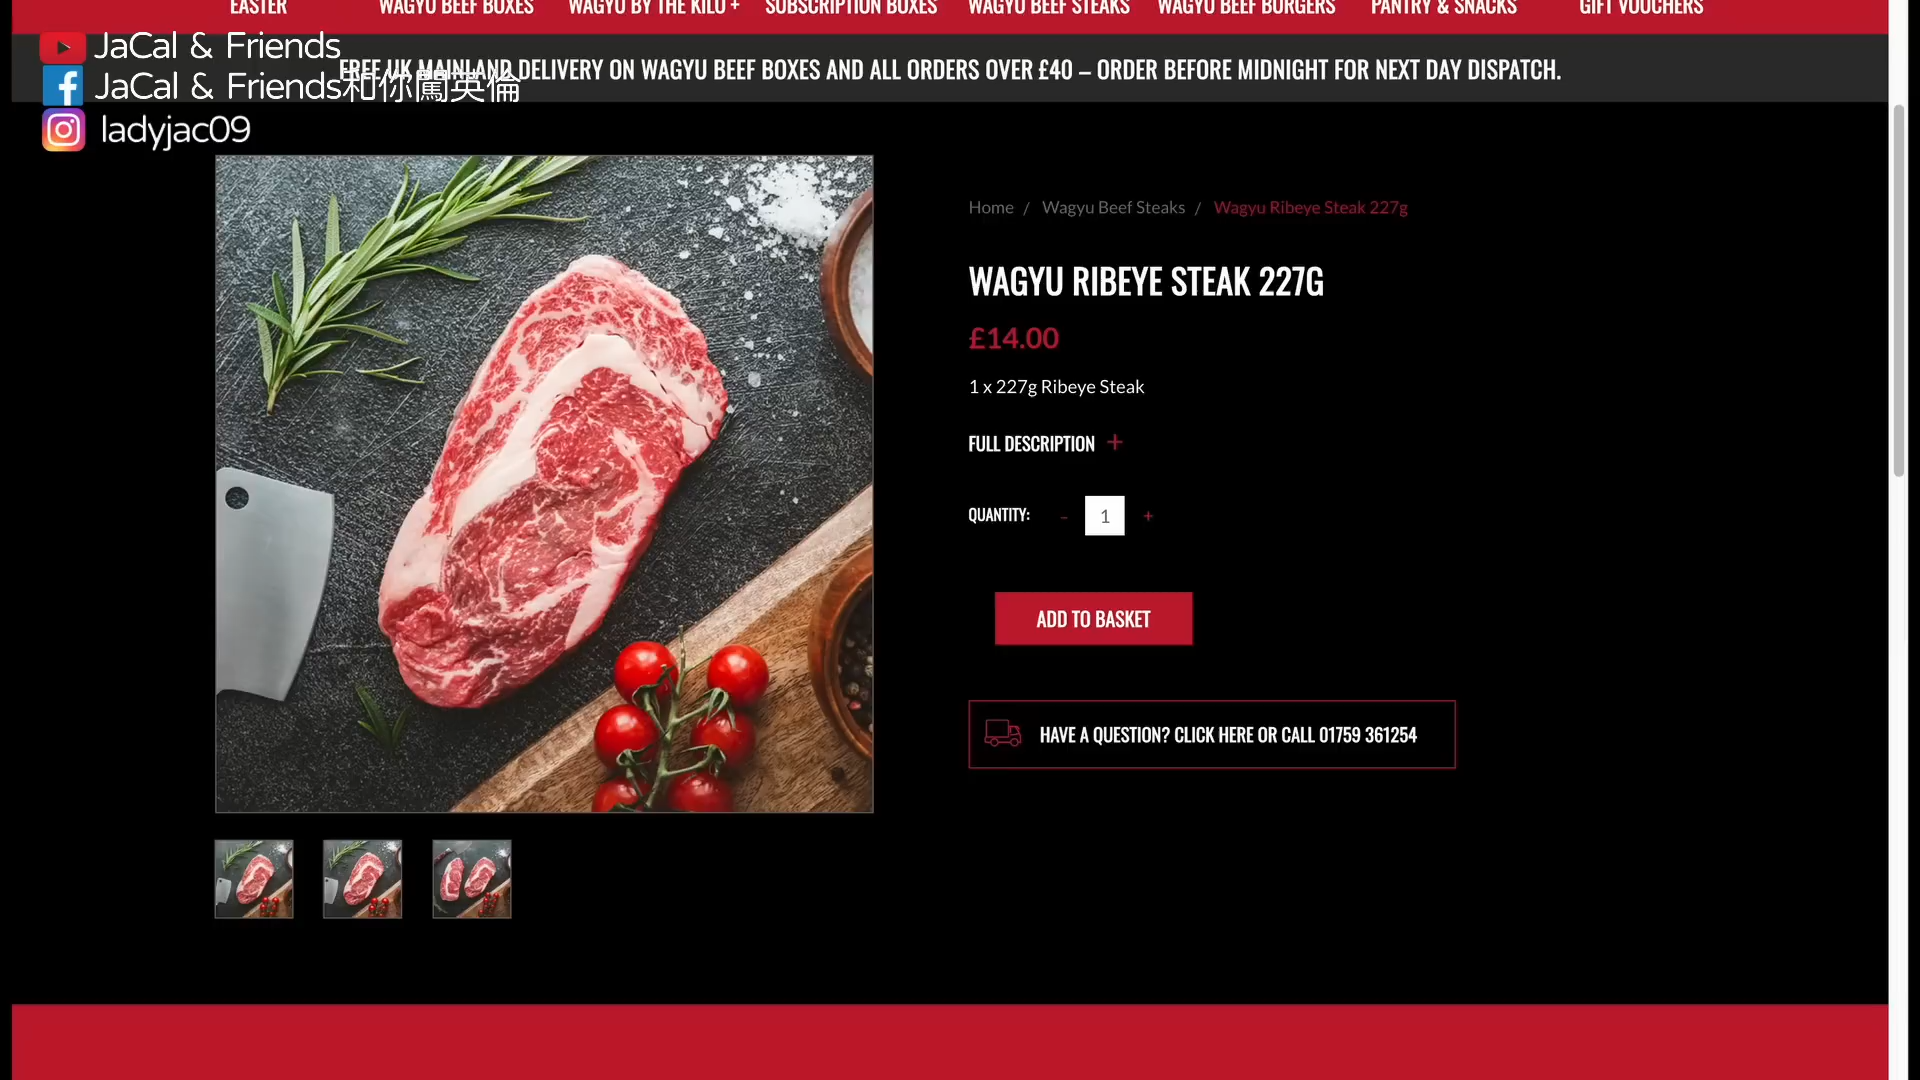 EASTER
WAGYU BEEF BOXES
WAGYU BY THE KILO +
SUBSCRIPTION BOXES
WAGYU BEEF STEAKS
WAGYU BEEF BURGERS
PANTRY & SNACKS
GIFT VOUCHERS
JaCal & Friends
JaCal & Friends和你闖英倫
ladyjac09
FREE UK MAINLAND DELIVERY ON WAGYU BEEF BOXES AND ALL ORDERS OVER £40 – ORDER BEFORE MIDNIGHT FOR NEXT DAY DISPATCH.
Home / Wagyu Beef Steaks / Wagyu Ribeye Steak 227g
WAGYU RIBEYE STEAK 227G
£14.00
1 x 227g Ribeye Steak
FULL DESCRIPTION +
QUANTITY: - 1 +
ADD TO BASKET
HAVE A QUESTION? CLICK HERE OR CALL 01759 361254